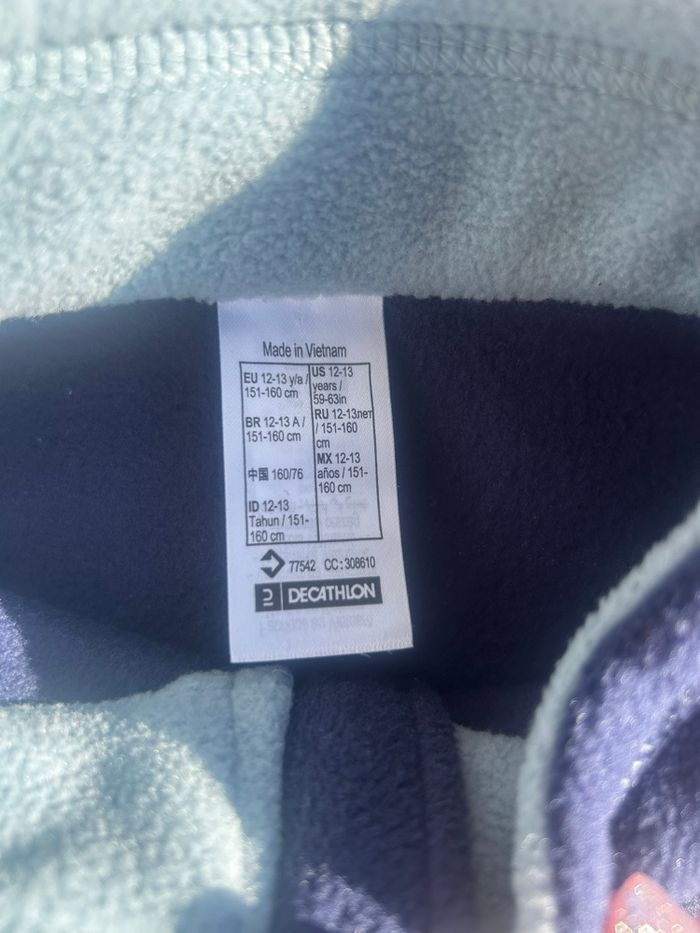 Made in Vietnam
EU 12-13 y/a /
151-160 cm
BR 12-13 A /
151-160 cm
中国 160/76
ID 12-13
Tahun / 151-
160 cm
US 12-13
years /
59-63in
RU 12-13лет
/ 151-160
cm
MX 12-13
años / 151-
160 cm
77542 CC:308610
DECATHLON